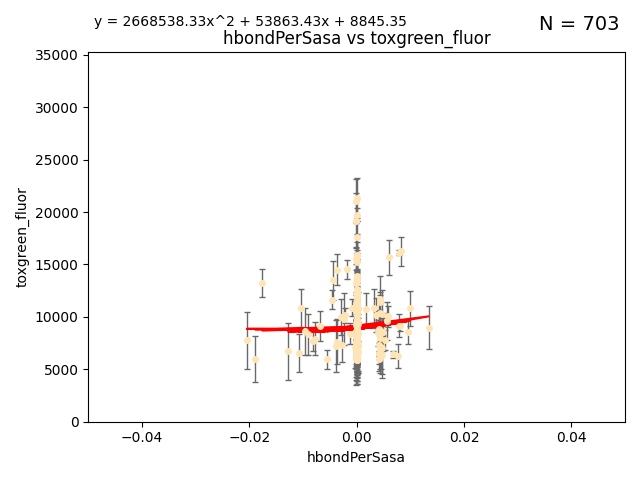 y = 2668538.33x^2 + 53863.43x + 8845.35
N = 703
hbondPerSasa vs toxgreen_fluor
35000
30000
25000
20000
15000
10000
5000
0
toxgreen_fluor
−0.04
−0.02
0.00
0.02
0.04
hbondPerSasa